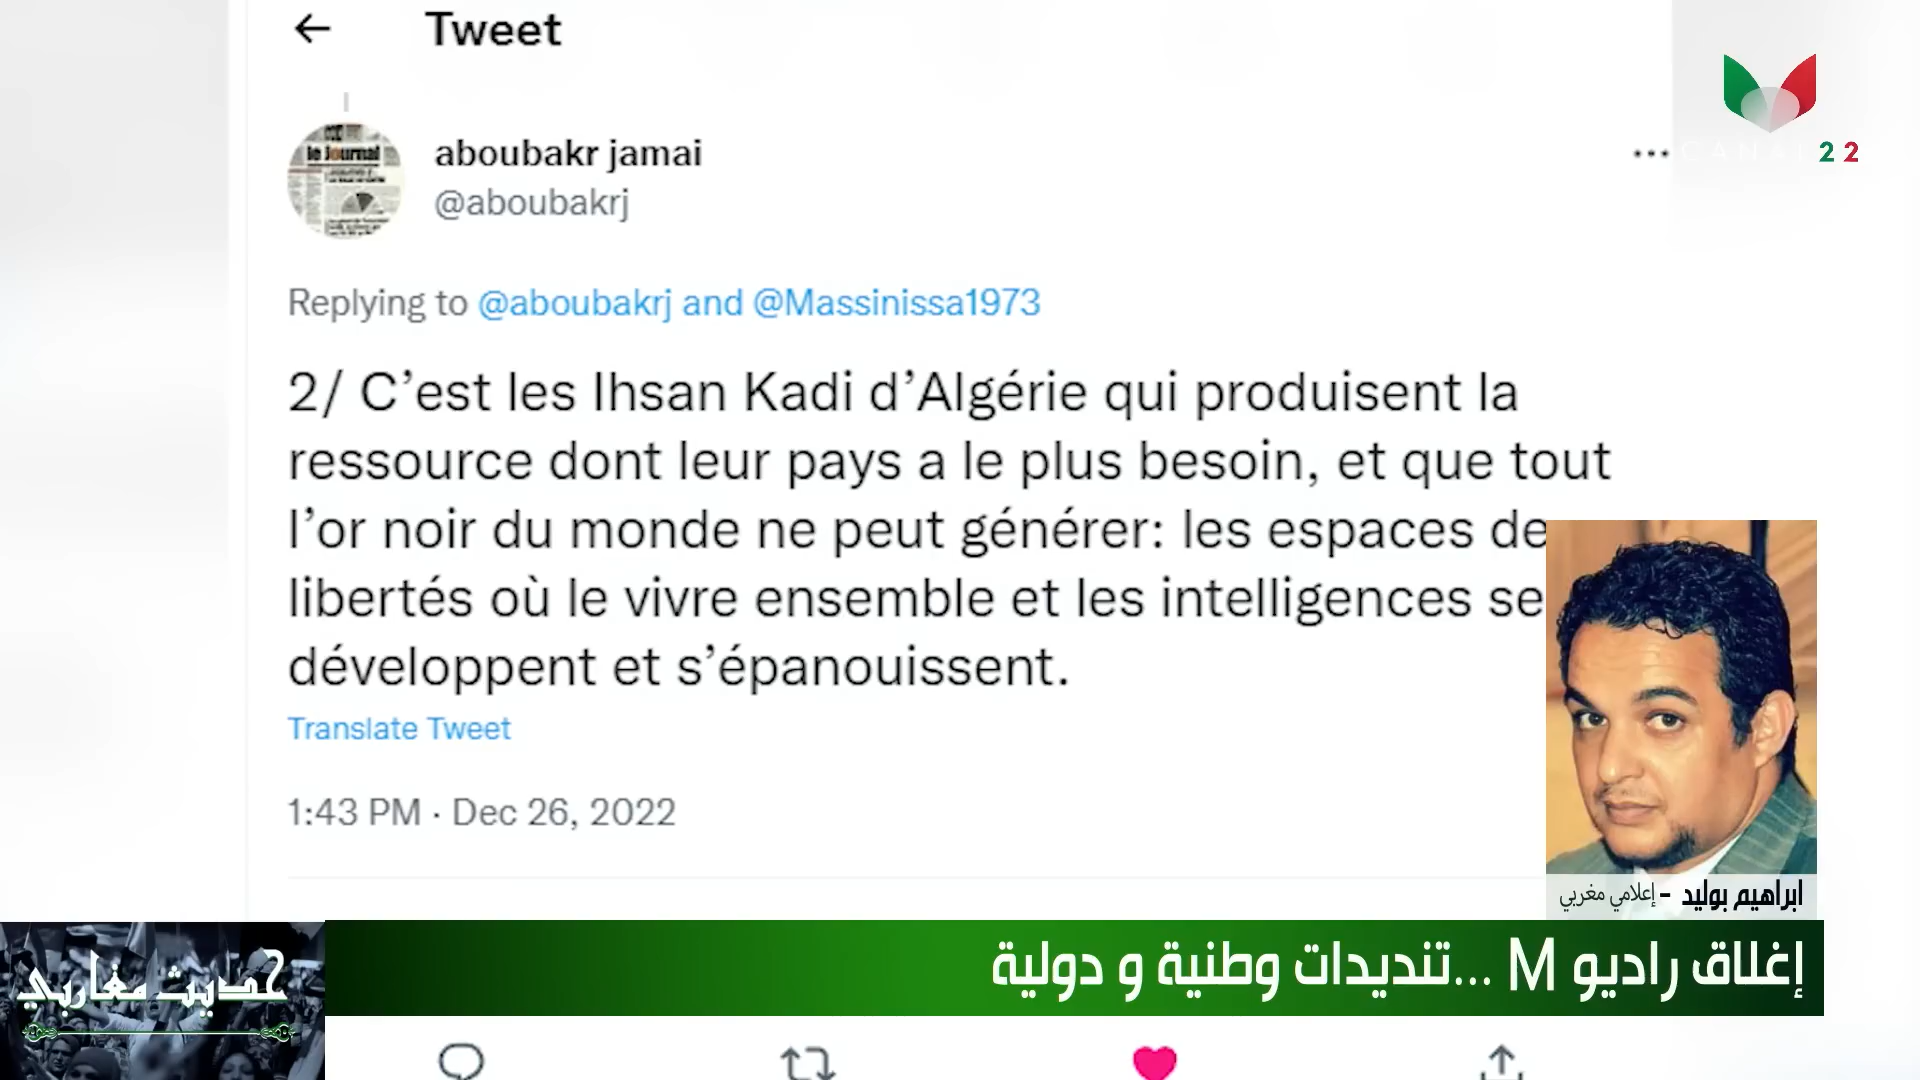 Tweet
le journal
aboubakr jamai
@aboubakrj
CANAL 22
Replying to @aboubakrj and @Massinissa1973
2/ C’est les Ihsan Kadi d’Algérie qui produisent la
ressource dont leur pays a le plus besoin, et que tout
l’or noir du monde ne peut générer: les espaces de
libertés où le vivre ensemble et les intelligences se
développent et s’épanouissent.
Translate Tweet
1:43 PM · Dec 26, 2022
ابراهيم بوليد - إعلامي مغربي
إغلاق راديو M ...تنديدات وطنية و دولية
حديث مغاربي